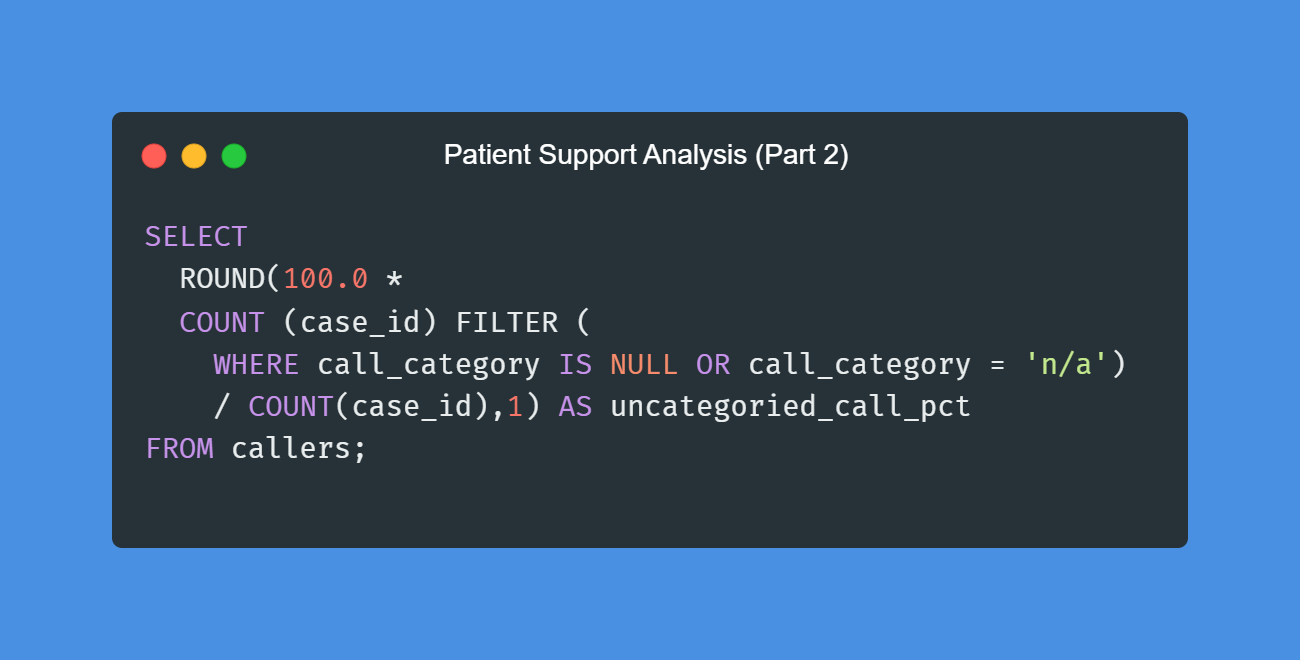 Patient Support Analysis (Part 2)
SELECT
ROUND(100.0 *
COUNT (case_id) FILTER (
WHERE call_category IS NULL OR call_category = 'n/a')
/ COUNT(case_id),1) AS uncategoried_call_pct
FROM callers;